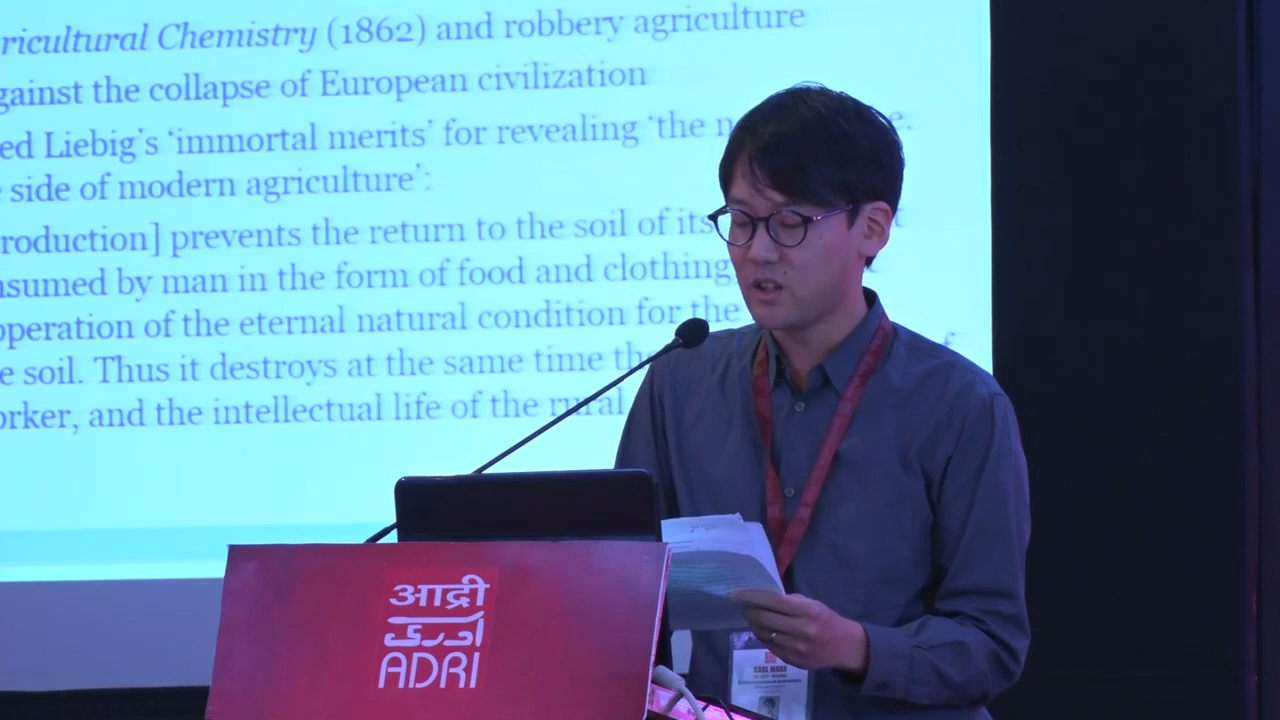 ricultural Chemistry (1862) and robbery agriculture
gainst the collapse of European civilization
ed Liebig's 'immortal merits' for revealing 'the n
e side of modern agriculture':
roduction] prevents the return to the soil of its
nsumed by man in the form of food and clothing
operation of the eternal natural condition for the
e soil. Thus it destroys at the same time th
orker, and the intellectual life of the rural
आद्री
ادری
ADRI
KARL MARX